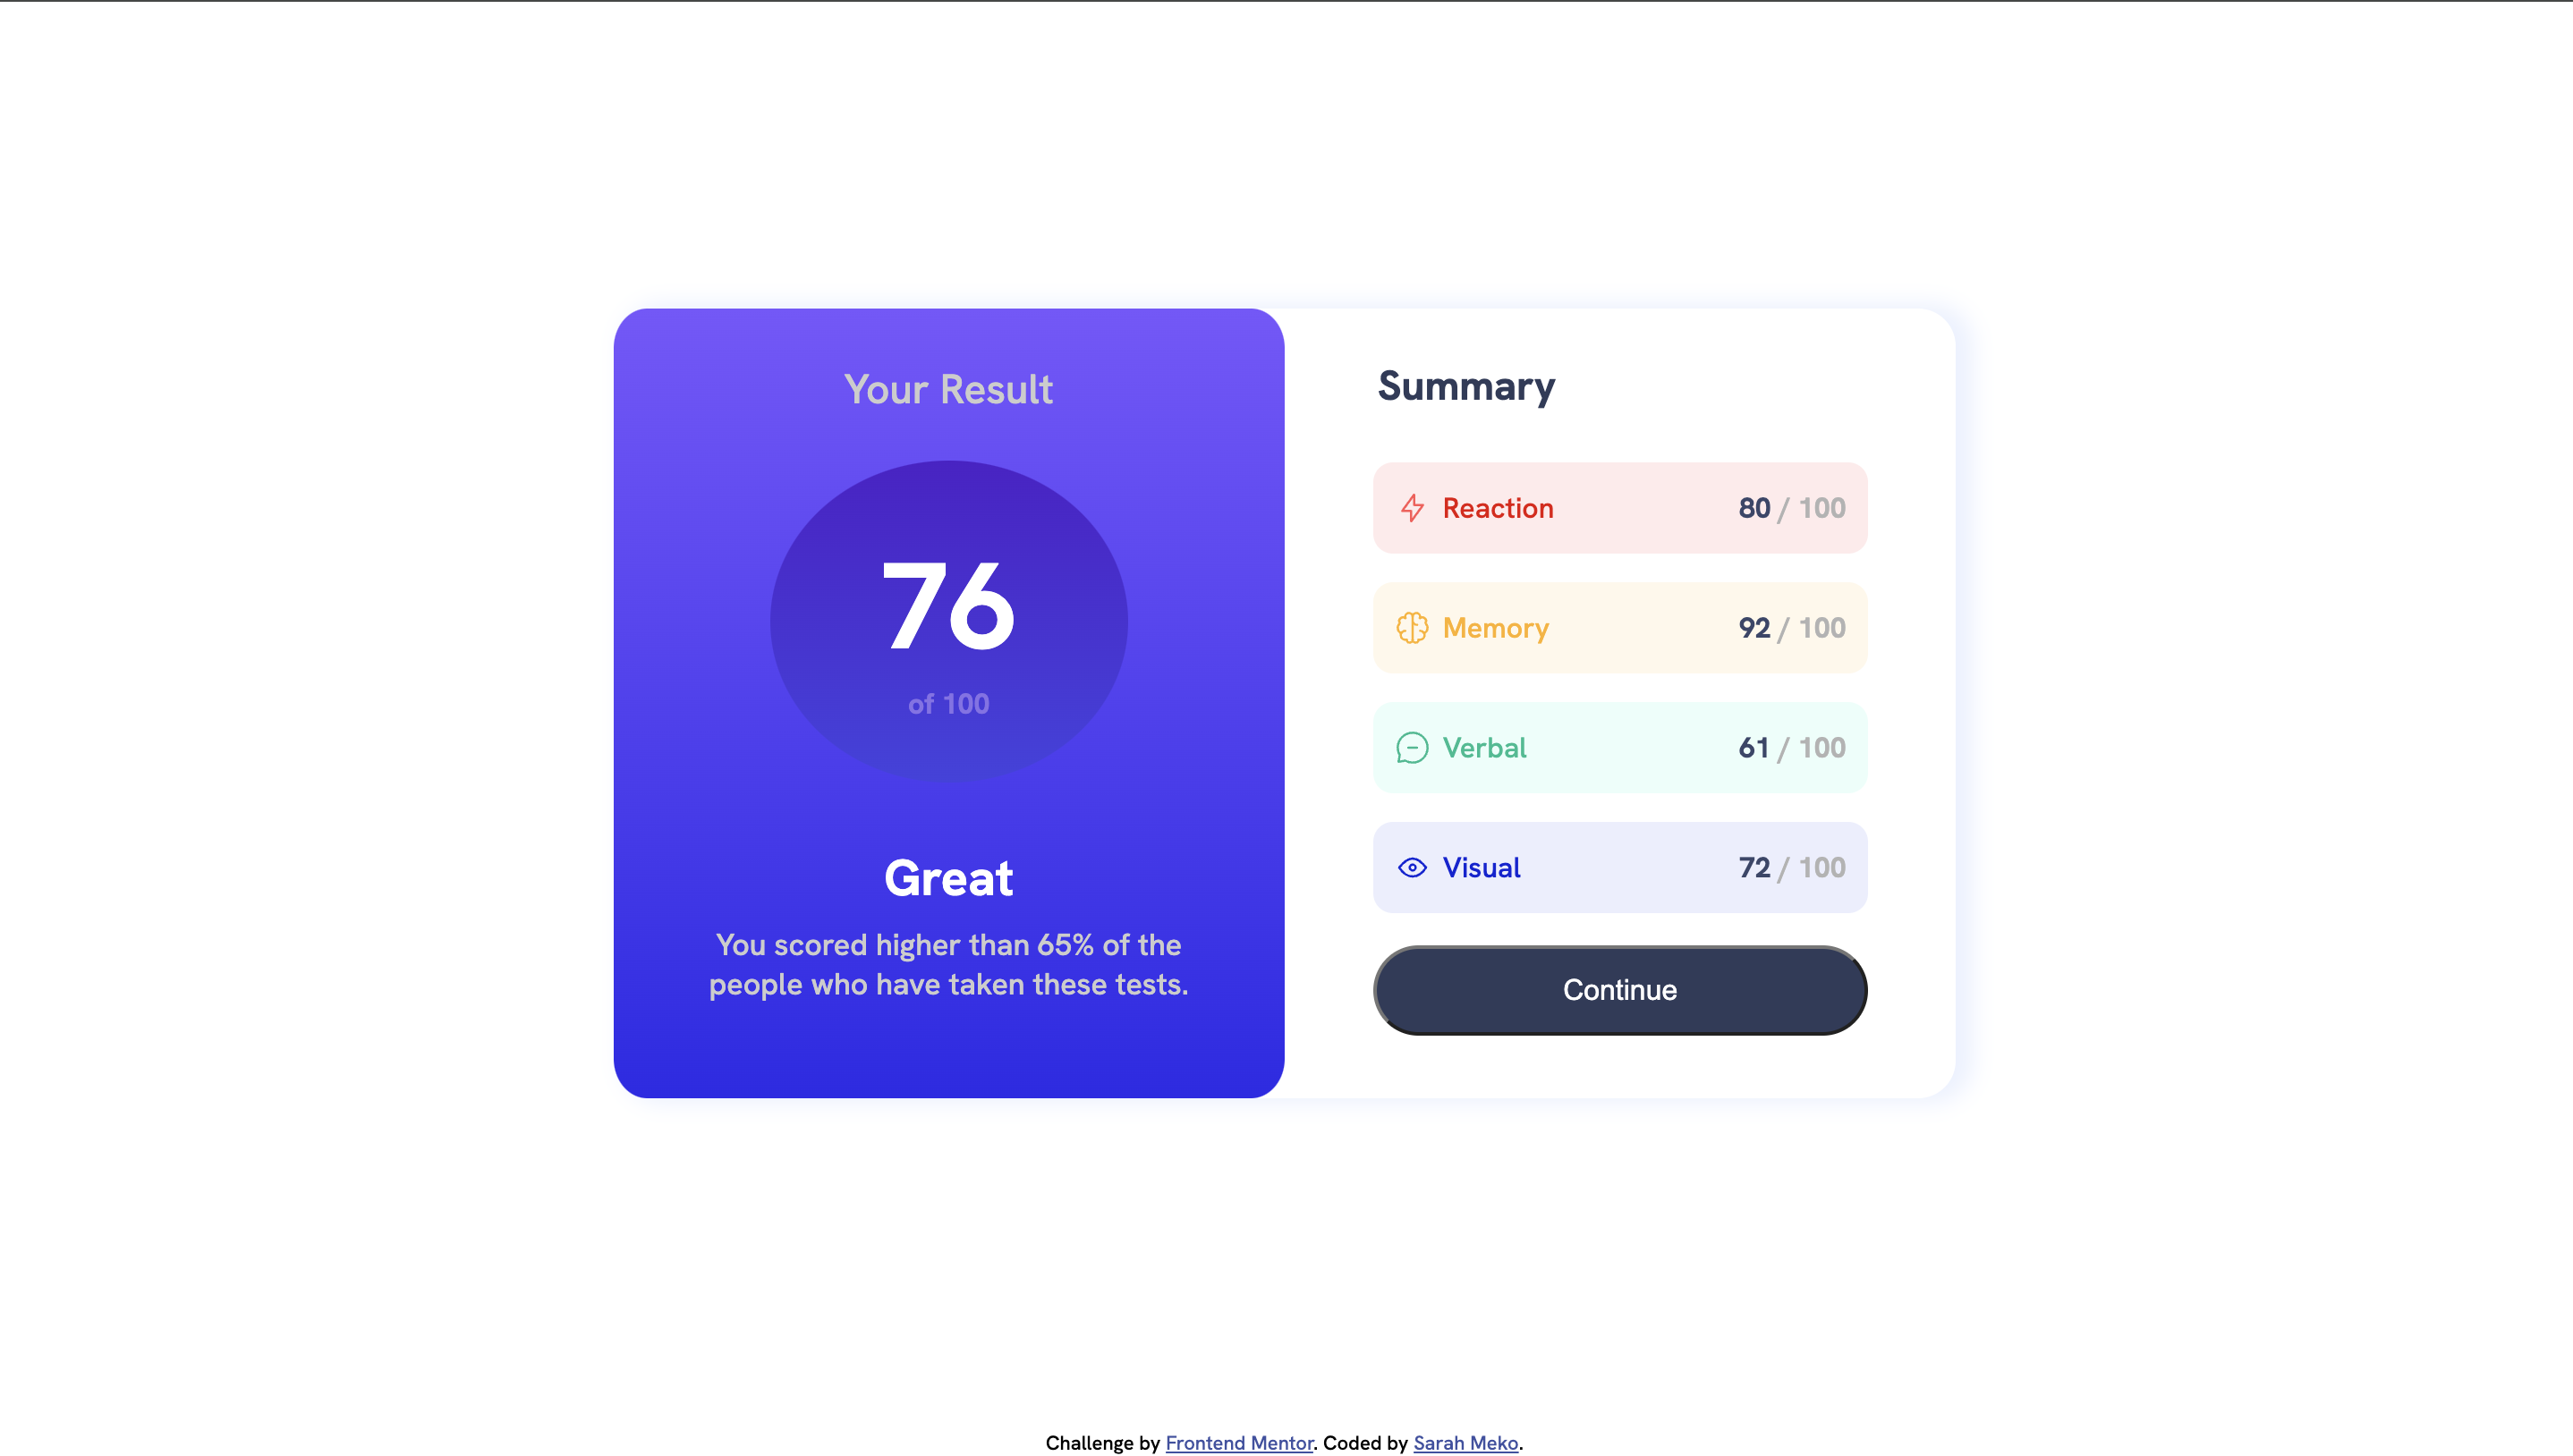 Your Result
76
of 100
Great
You scored higher than 65% of the
people who have taken these tests.
Summary
Reaction 80 / 100
Memory 92 / 100
Verbal 61 / 100
Visual 72 / 100
Continue
Challenge by Frontend Mentor. Coded by Sarah Meko.